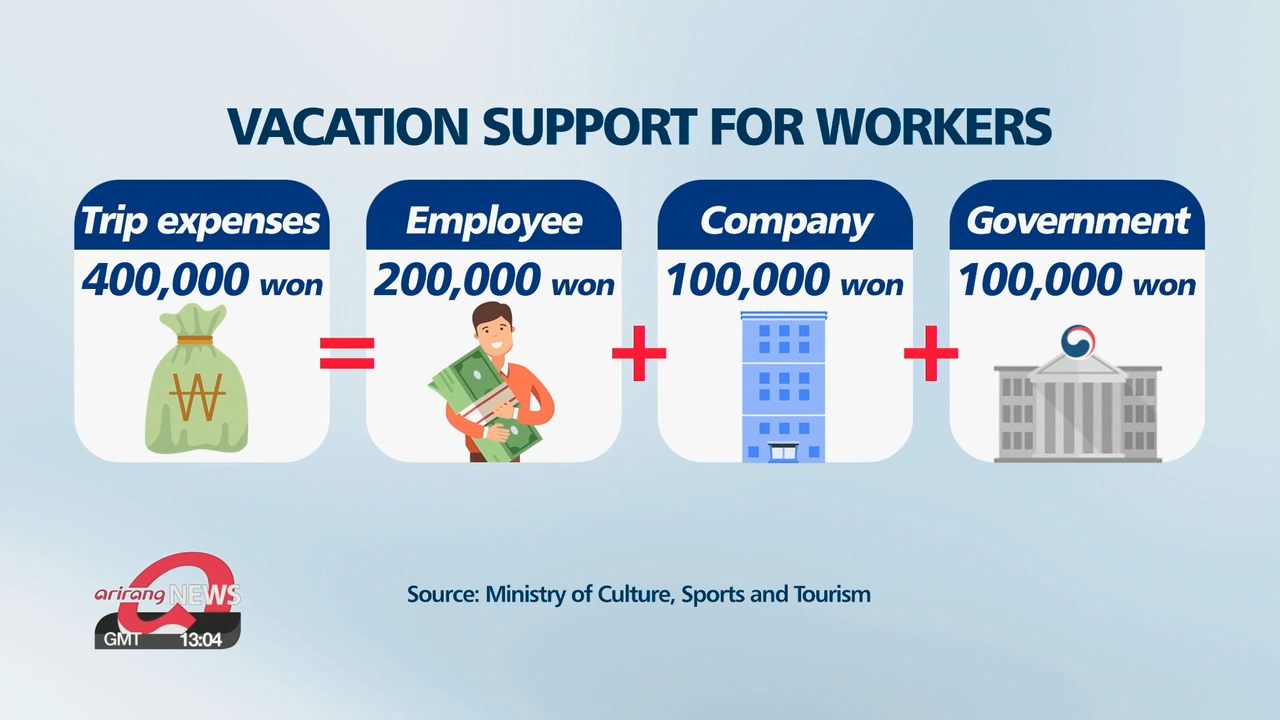 VACATION SUPPORT FOR WORKERS
Trip expenses
400,000 won
₩
=
Employee
200,000 won
+
Company
100,000 won
+
Government
100,000 won
Source: Ministry of Culture, Sports and Tourism
arirang NEWS
GMT 13:04